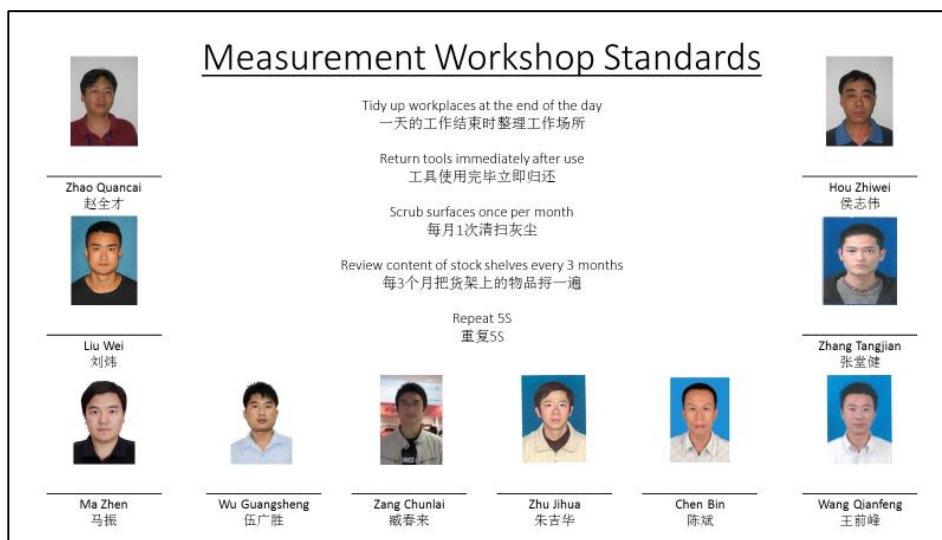 Measurement Workshop Standards
Tidy up workplaces at the end of the day
一天的工作结束时整理工作场所
Return tools immediately after use
工具使用完毕立即归还
Scrub surfaces once per month
每月1次清扫灰尘
Review content of stock shelves every 3 months
每3个月把货架上的物品捋一遍
Repeat 5S
重复5S
Zhao Quancai
赵全才
Hou Zhiwei
侯志伟
Liu Wei
刘炜
Zhang Tangjian
张堂健
Ma Zhen
马振
Wu Guangsheng
伍广胜
Zang Chunlai
臧春来
Zhu Jihua
朱吉华
Chen Bin
陈斌
Wang Qianfeng
王前峰